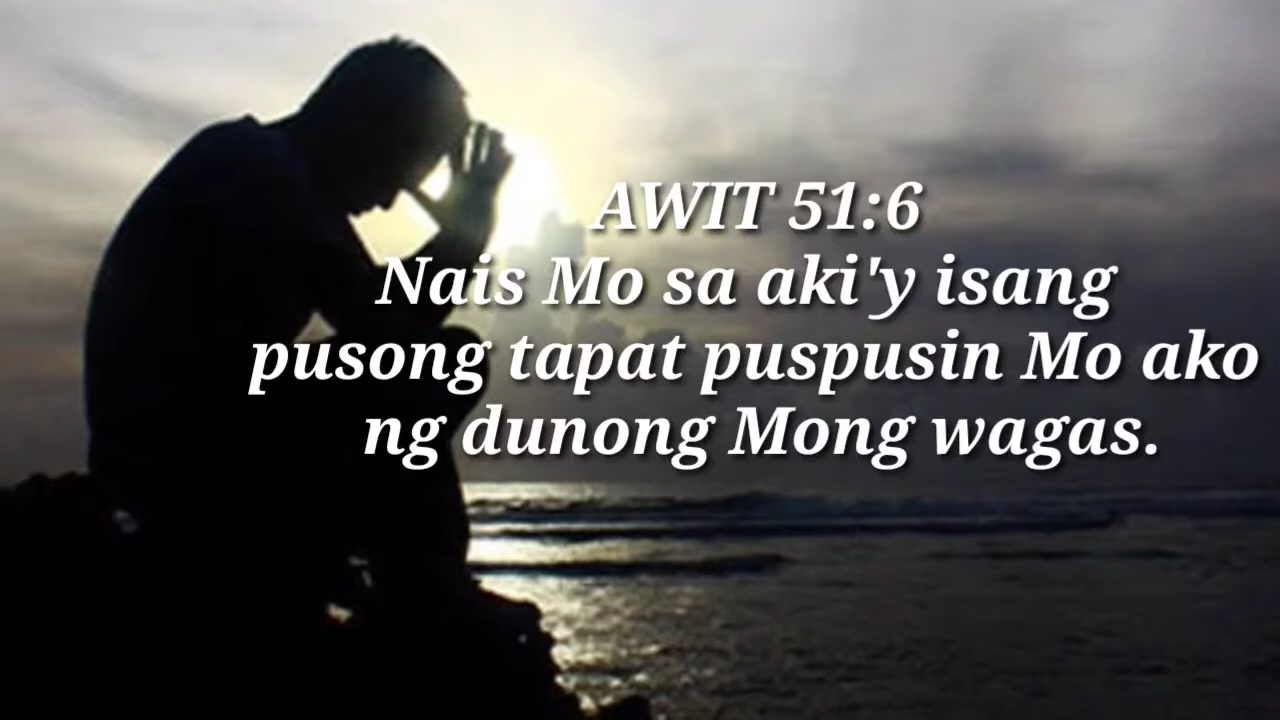 AWIT 51:6
Nais Mo sa aki'y isang
pusong tapat puspusin Mo ako
ng dunong Mong wagas.